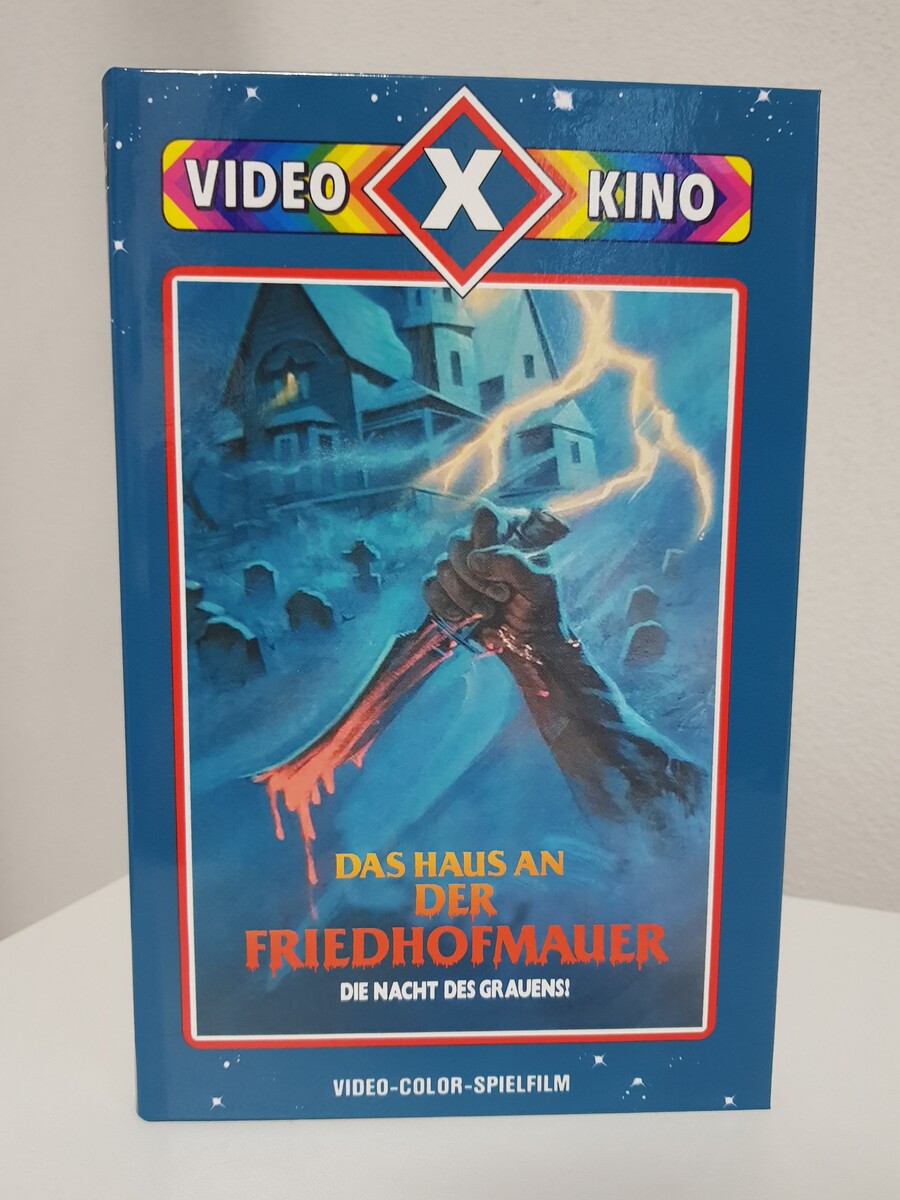 VIDEO X KINO
DAS HAUS AN
DER
FRIEDHOFMAUER
DIE NACHT DES GRAUENS!
VIDEO-COLOR-SPIELFILM